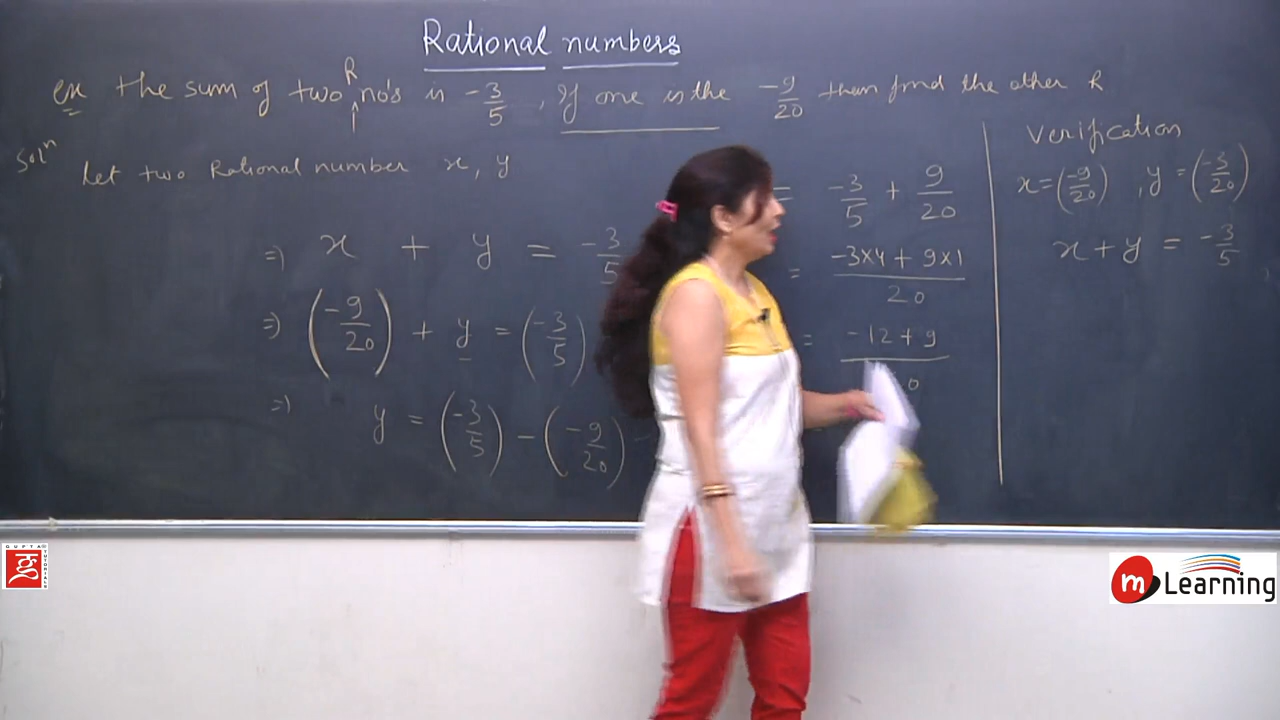 Rational numbers
ex the sum of two R no's is -3/5 , If one is the -9/20 then find the other R
Soln Let two Rational number x, y
=) x + y = -3/5
=) (-9/20) + y = (-3/5)
=) y = (-3/5) - (-9/20)
= -3/5 + 9/20
= -3×4 + 9×1 / 20
= -12 + 9
Verification
x = (-9/20) , y = (-3/20)
x + y = -3/5
GUPTA TUTORIALS
m Learning